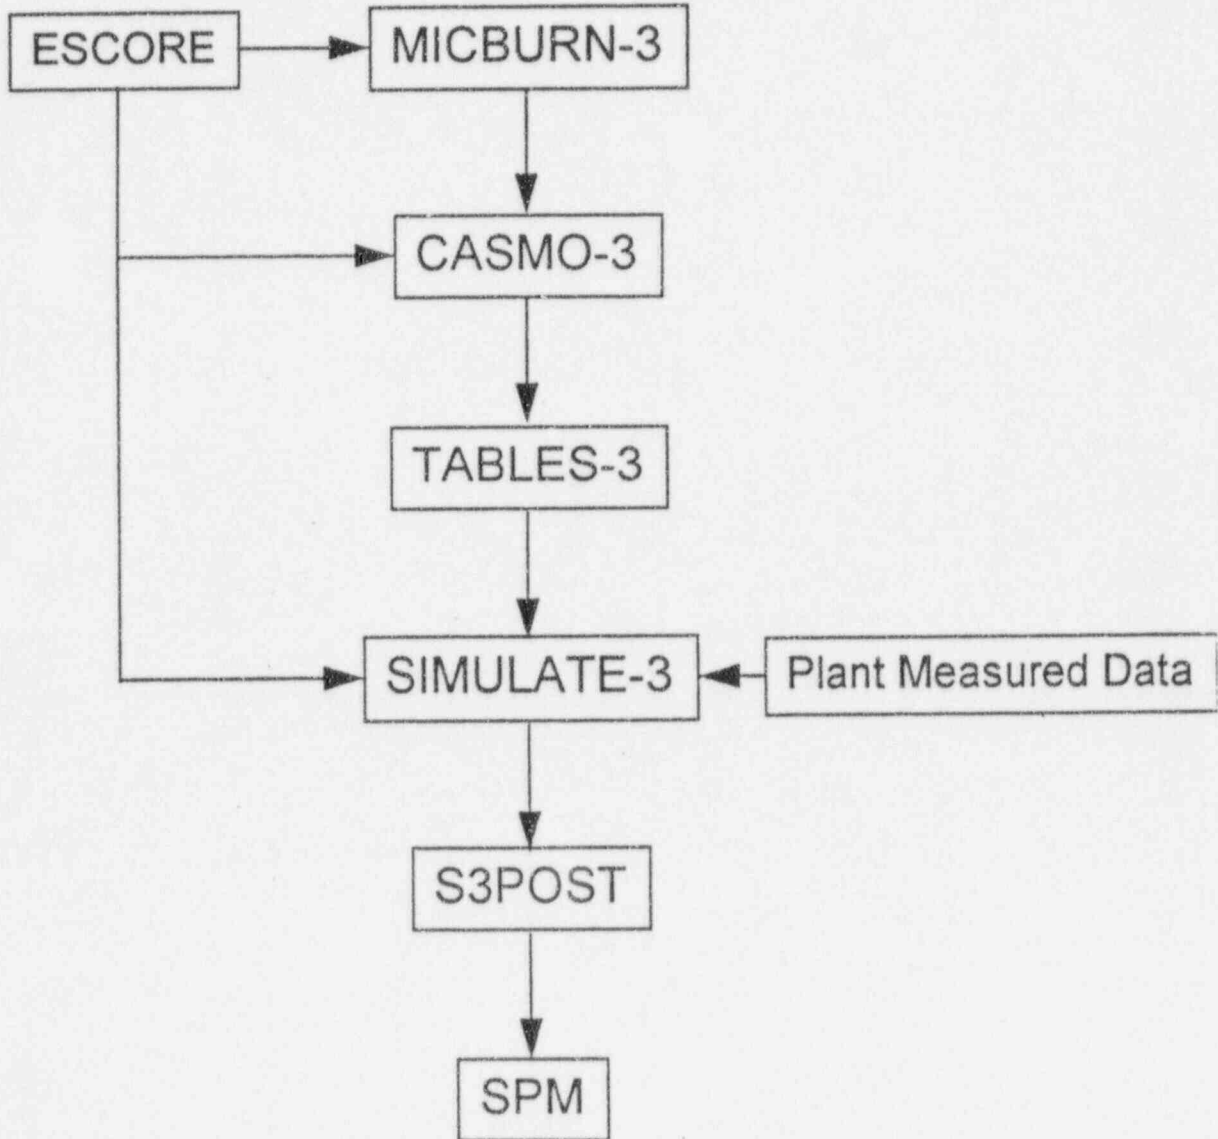 ESCORE
MICBURN-3
CASMO-3
TABLES-3
SIMULATE-3
Plant Measured Data
S3POST
SPM